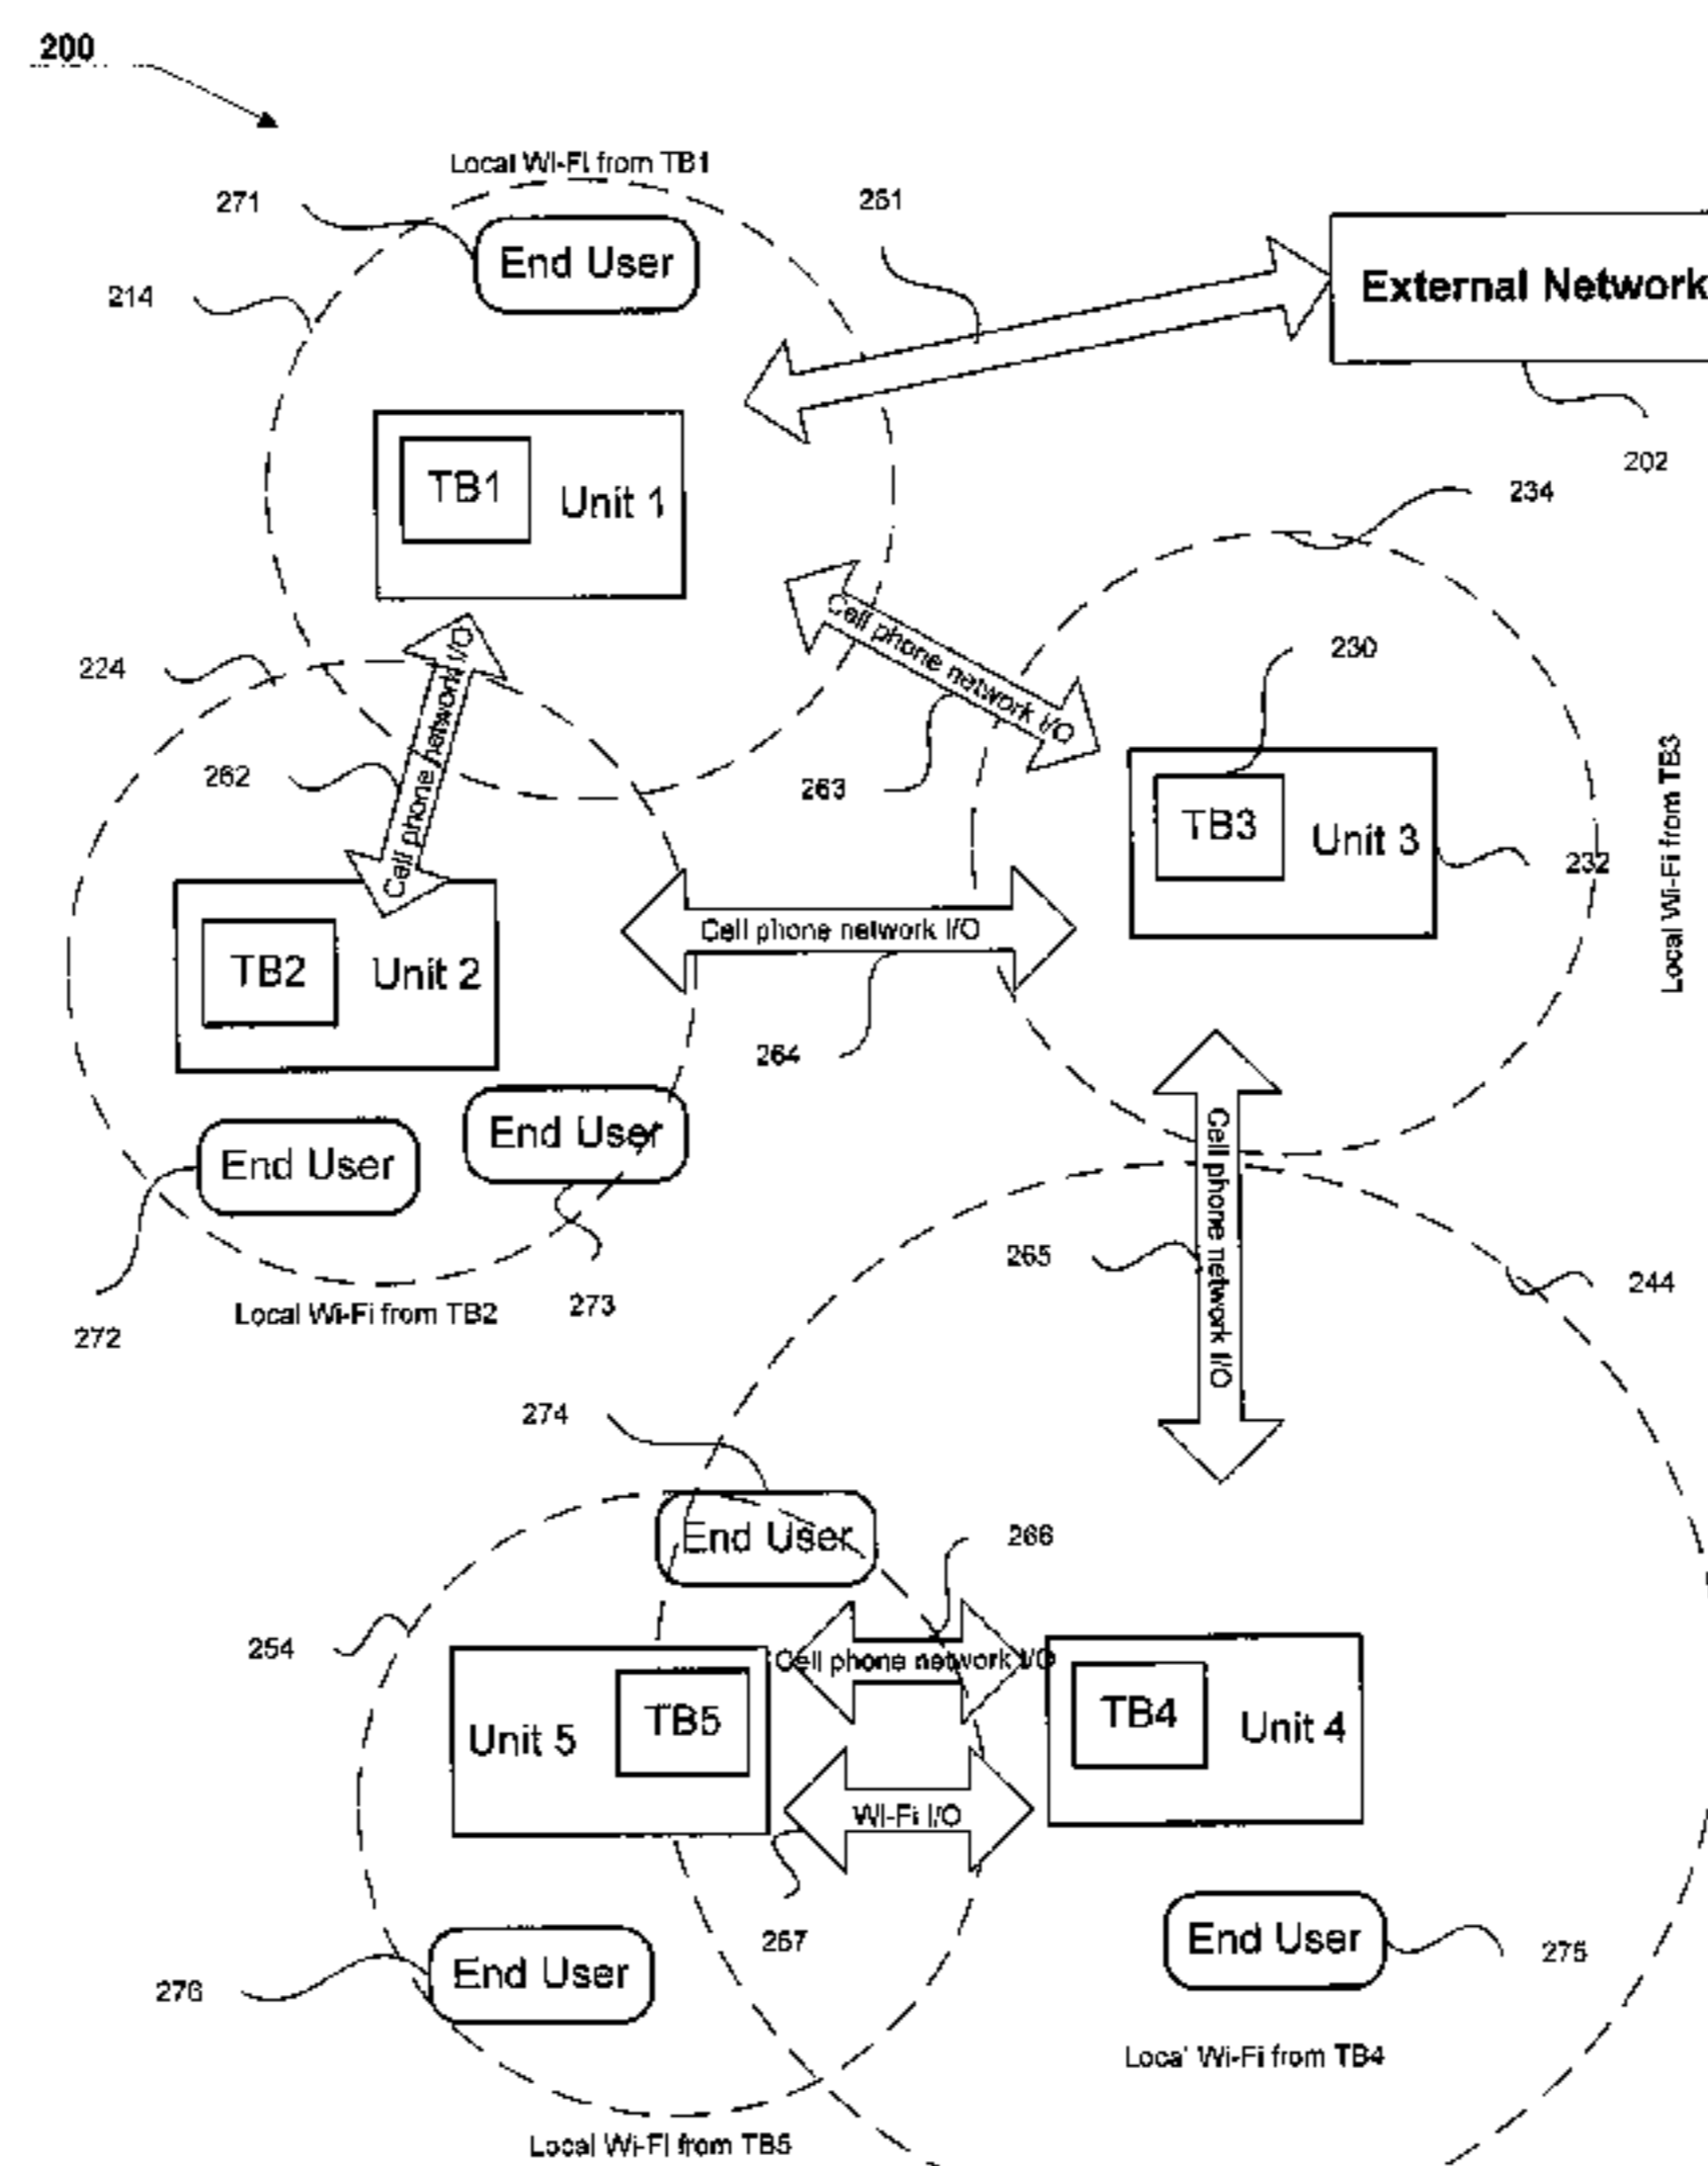 200
Local Wi-Fi from TB1
271
End User
261
214
External Network
202
TB1
Unit 1
234
Cell phone network I/O
230
224
Cell phone network I/O
262
263
TB3
Unit 3
232
Local Wi-Fi from TB3
Cell phone network I/O
TB2
Unit 2
264
End User
End User
Cell phone network I/O
265
244
272
Local Wi-Fi from TB2
273
274
End User
266
254
Cell phone network I/O
Unit 5
TB5
TB4
Unit 4
Wi-Fi I/O
267
End User
275
276
End User
Local Wi-Fi from TB4
Local Wi-Fi from TB5